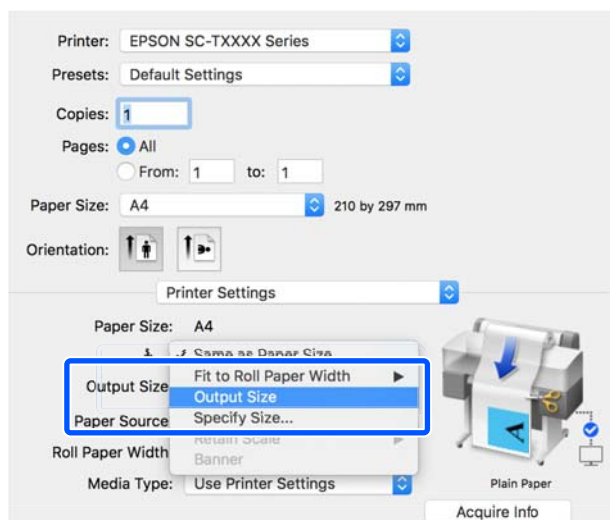 Printer: EPSON SC-TXXXX Series
Presets: Default Settings
Copies: 1
Pages: All
From: 1 to: 1
Paper Size: A4 210 by 297 mm
Orientation:
Printer Settings
Paper Size: A4
Same as Paper Size
Fit to Roll Paper Width
Output Size
Output Size
Specify Size...
Paper Source
Retain Scale
Roll Paper Width
Banner
Media Type: Use Printer Settings
A
Plain Paper
Acquire Info